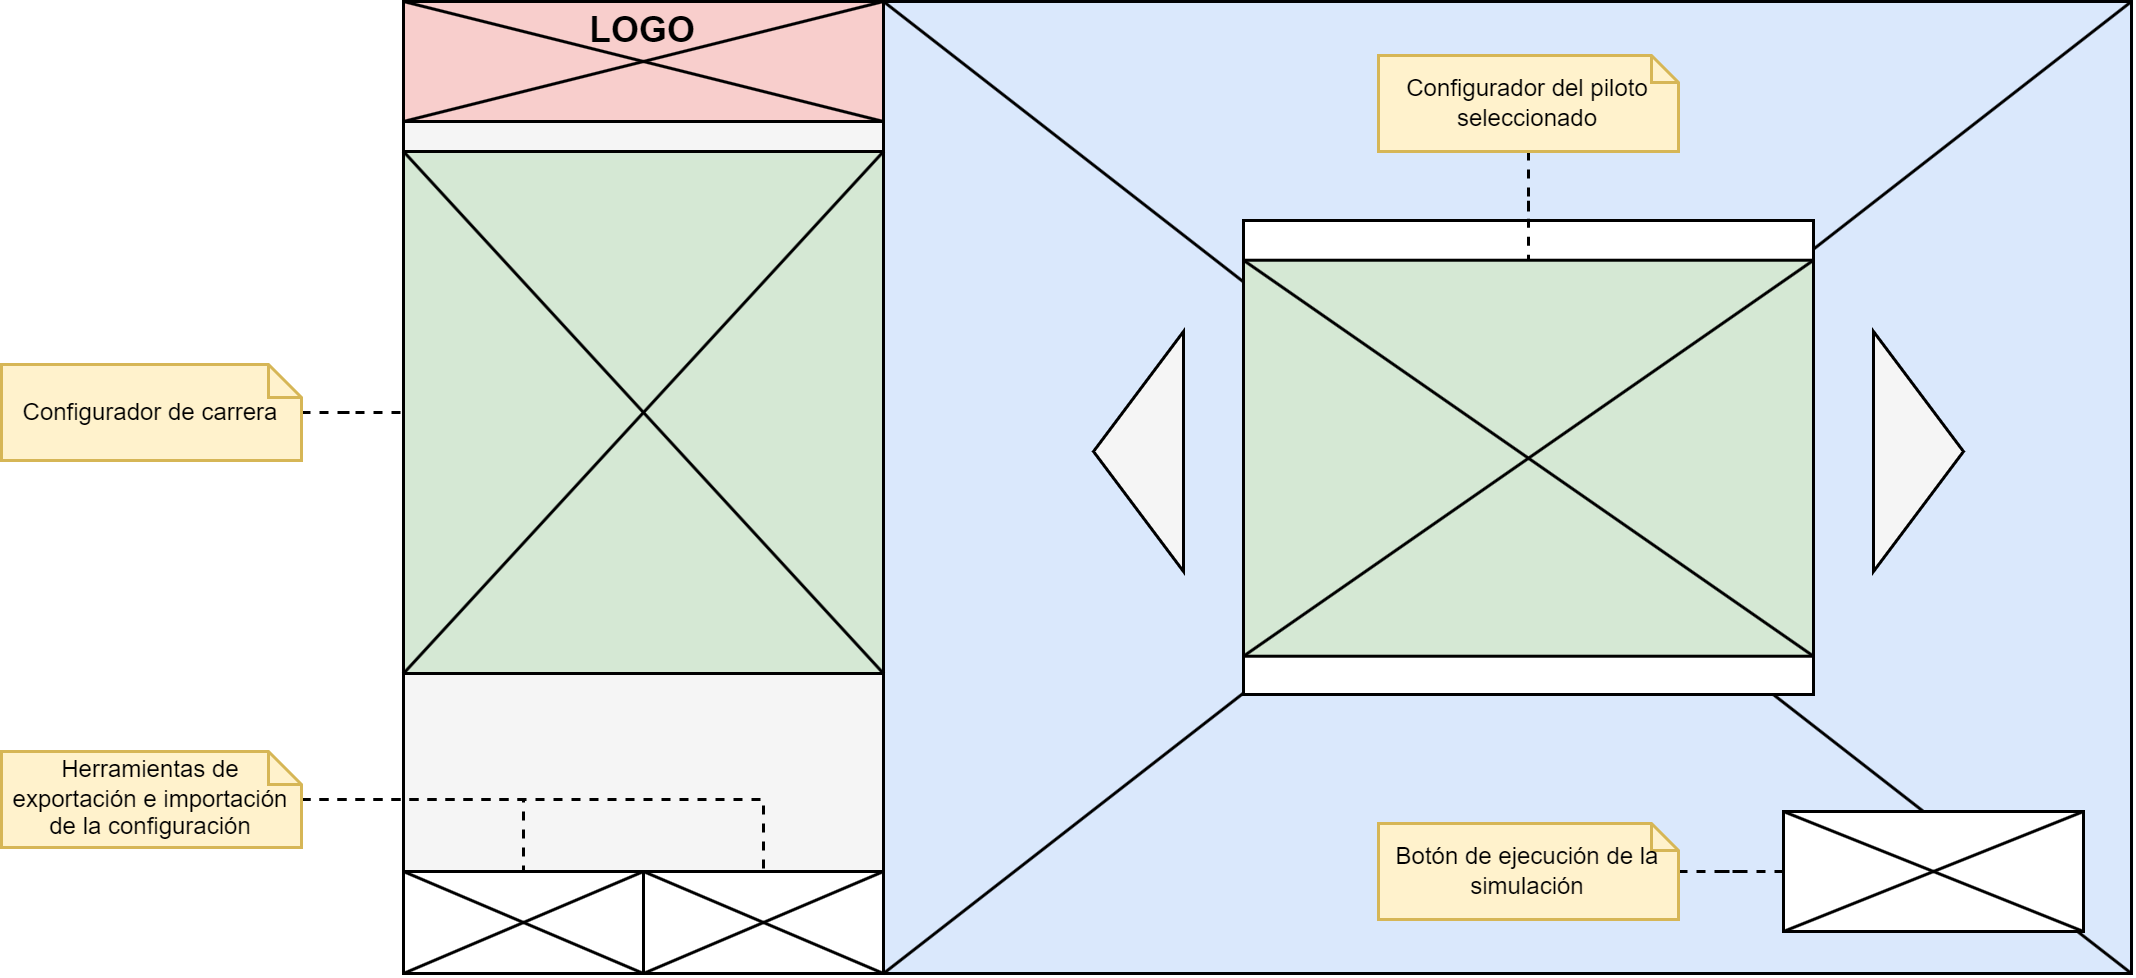 LOGO
Configurador del piloto
seleccionado
Configurador de carrera
Herramientas de
exportación e importación
de la configuración
Botón de ejecución de la
simulación